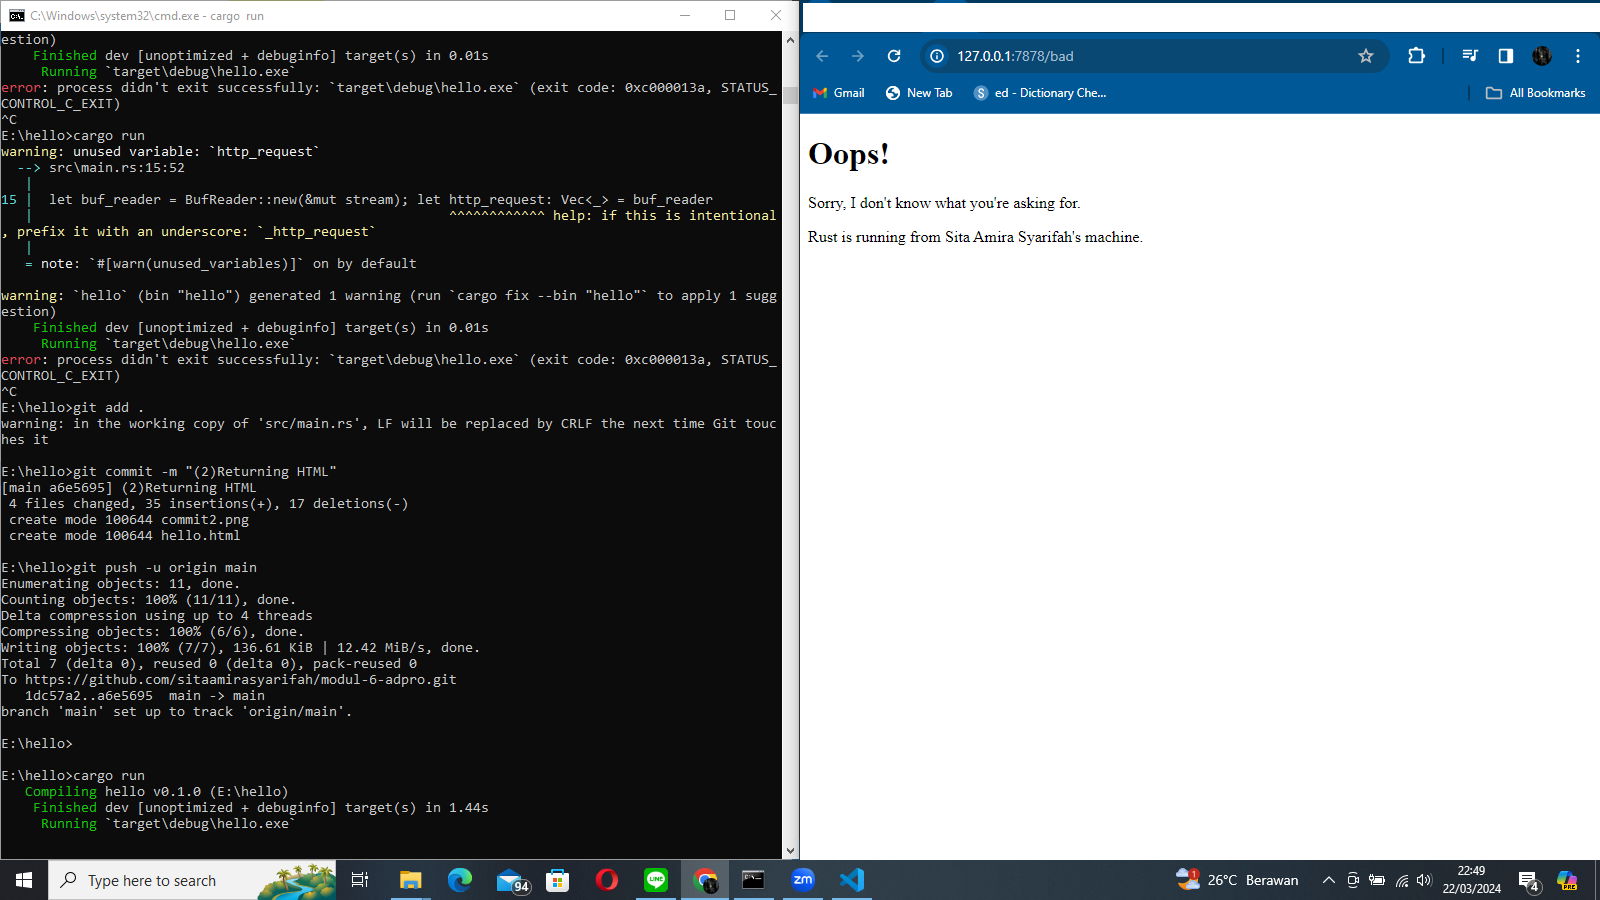 C:\Windows\system32\cmd.exe - cargo  run
estion)
    Finished dev [unoptimized + debuginfo] target(s) in 0.01s
     Running `target\debug\hello.exe`
error: process didn't exit successfully: `target\debug\hello.exe` (exit code: 0xc000013a, STATUS_
CONTROL_C_EXIT)
^C
E:\hello>cargo run
warning: unused variable: `http_request`
  --> src\main.rs:15:52
   |
15 |  let buf_reader = BufReader::new(&mut stream); let http_request: Vec<_> = buf_reader
   |                                                    ^^^^^^^^^^^^ help: if this is intentional
, prefix it with an underscore: `_http_request`
   |
   = note: `#[warn(unused_variables)]` on by default
warning: `hello` (bin "hello") generated 1 warning (run `cargo fix --bin "hello"` to apply 1 sugg
estion)
    Finished dev [unoptimized + debuginfo] target(s) in 0.01s
     Running `target\debug\hello.exe`
error: process didn't exit successfully: `target\debug\hello.exe` (exit code: 0xc000013a, STATUS_
CONTROL_C_EXIT)
^C
E:\hello>git add .
warning: in the working copy of 'src/main.rs', LF will be replaced by CRLF the next time Git touc
hes it
E:\hello>git commit -m "(2)Returning HTML"
[main a6e5695] (2)Returning HTML
 4 files changed, 35 insertions(+), 17 deletions(-)
 create mode 100644 commit2.png
 create mode 100644 hello.html
E:\hello>git push -u origin main
Enumerating objects: 11, done.
Counting objects: 100% (11/11), done.
Delta compression using up to 4 threads
Compressing objects: 100% (6/6), done.
Writing objects: 100% (7/7), 136.61 KiB | 12.42 MiB/s, done.
Total 7 (delta 0), reused 0 (delta 0), pack-reused 0
To https://github.com/sitaamirasyarifah/modul-6-adpro.git
   1dc57a2..a6e5695  main -> main
branch 'main' set up to track 'origin/main'.
E:\hello>
E:\hello>cargo run
   Compiling hello v0.1.0 (E:\hello)
    Finished dev [unoptimized + debuginfo] target(s) in 1.44s
     Running `target\debug\hello.exe`
127.0.0.1:7878/bad
Gmail
New Tab
S
ed - Dictionary Che...
All Bookmarks
Oops!
Sorry, I don't know what you're asking for.
Rust is running from Sita Amira Syarifah's machine.
Type here to search
94
LINE
zm
1
26°C Berawan
22:49
22/03/2024
4
PRE